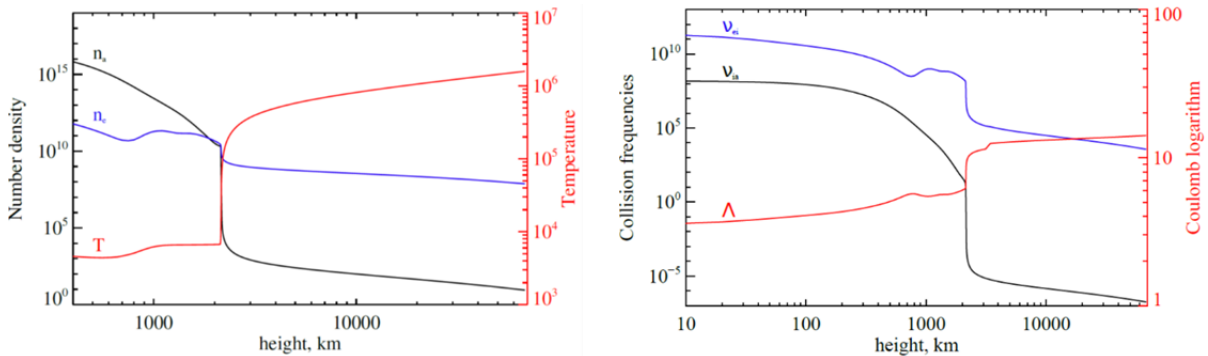 Number density
10¹⁵
10¹⁰
10⁵
10⁰
nₐ
nₑ
T
1000 10000
height, km
10⁷
10⁶
10⁵
10⁴
10³
Temperature
Collision frequencies
10¹⁰
10⁵
10⁰
10⁻⁵
νₑᵢ
νᵢₐ
Λ
10 100 1000 10000
height, km
100
10
1
Coulomb logarithm